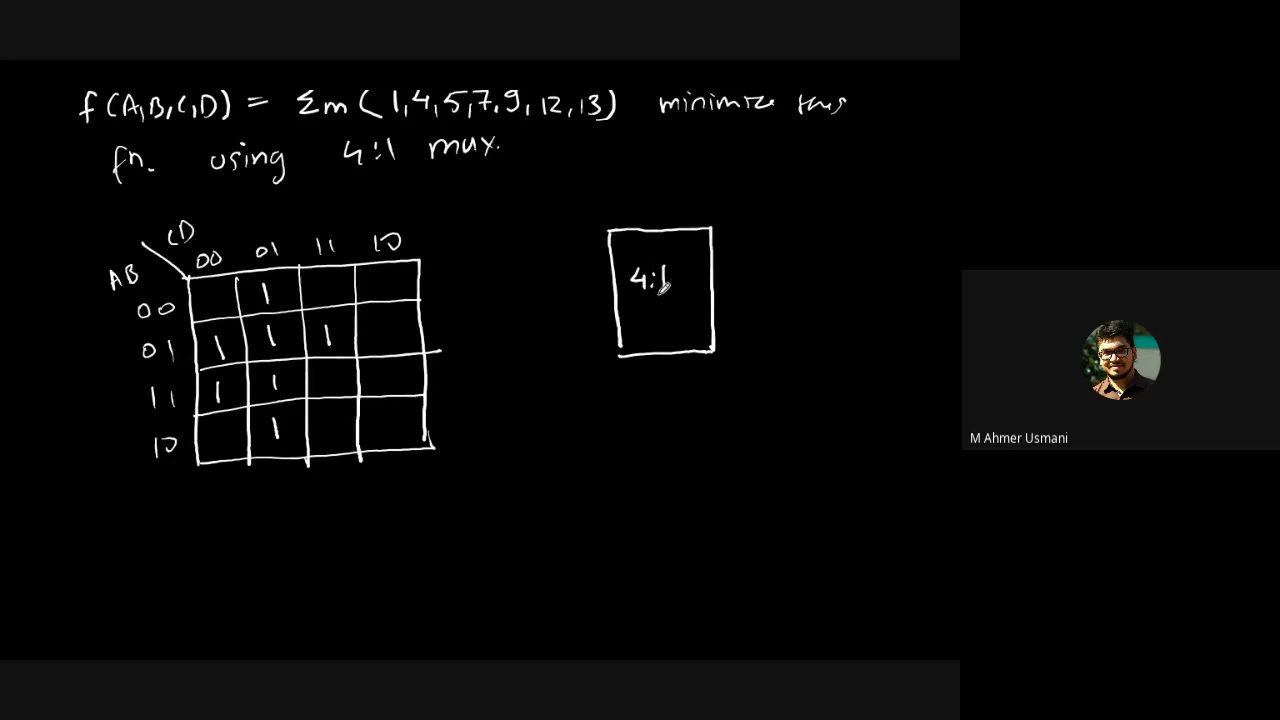 f(A,B,C,D) = Σm(1,4,5,7,9,12,13) minimize this
fn. using 4:1 mux.
CD
AB
00 01 11 10
00 1
01 1 1 1
11 1 1
10 1
4:1
M Ahmer Usmani